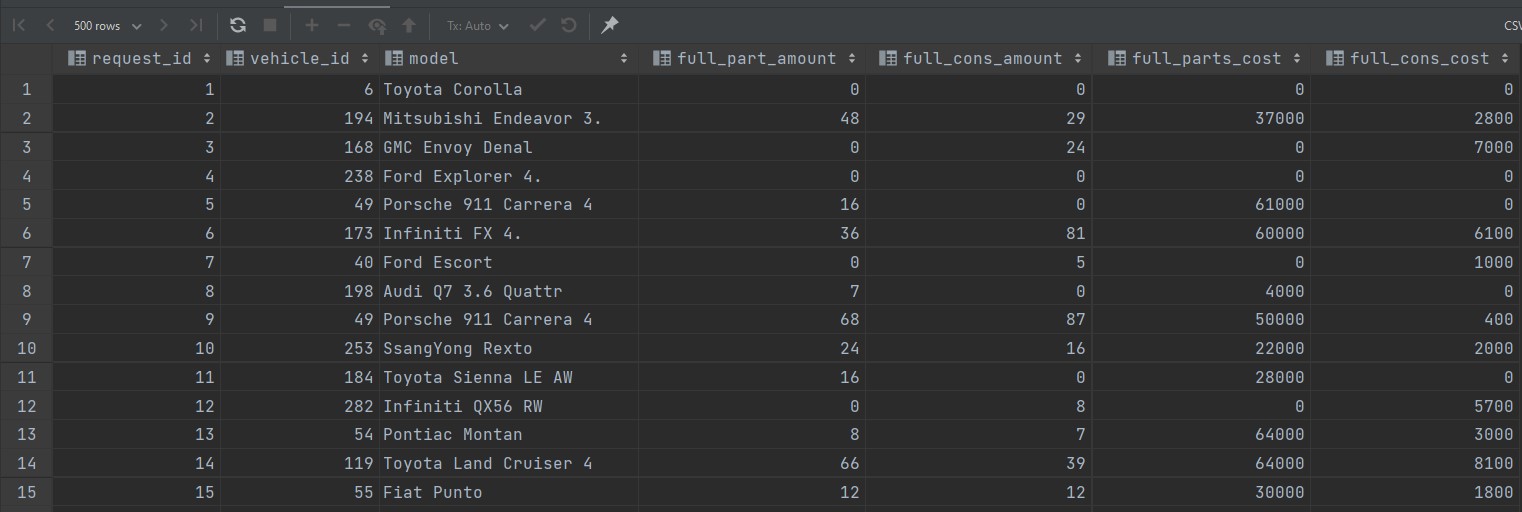 500 rows Tx: Auto CSV
request_id vehicle_id model full_part_amount full_cons_amount full_parts_cost full_cons_cost
1 1 6 Toyota Corolla 0 0 0 0
2 2 194 Mitsubishi Endeavor 3. 48 29 37000 2800
3 3 168 GMC Envoy Denal 0 24 0 7000
4 4 238 Ford Explorer 4. 0 0 0 0
5 5 49 Porsche 911 Carrera 4 16 0 61000 0
6 6 173 Infiniti FX 4. 36 81 60000 6100
7 7 40 Ford Escort 0 5 0 1000
8 8 198 Audi Q7 3.6 Quattr 7 0 4000 0
9 9 49 Porsche 911 Carrera 4 68 87 50000 400
10 10 253 SsangYong Rexto 24 16 22000 2000
11 11 184 Toyota Sienna LE AW 16 0 28000 0
12 12 282 Infiniti QX56 RW 0 8 0 5700
13 13 54 Pontiac Montan 8 7 64000 3000
14 14 119 Toyota Land Cruiser 4 66 39 64000 8100
15 15 55 Fiat Punto 12 12 30000 1800